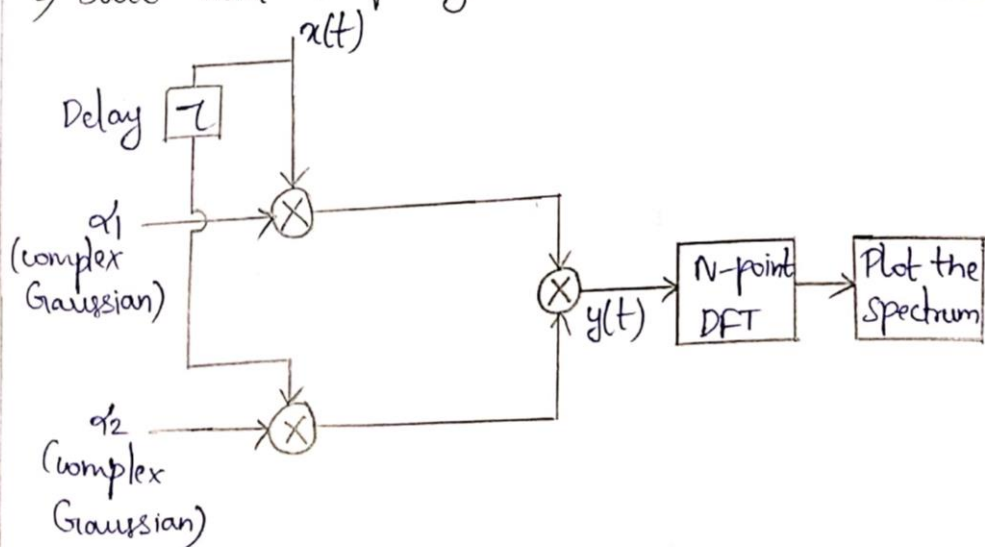 x(t)
Delay τ
α1
(complex
Gaussian)
α2
(complex
Gaussian)
y(t)
N-point
DFT
Plot the
spectrum